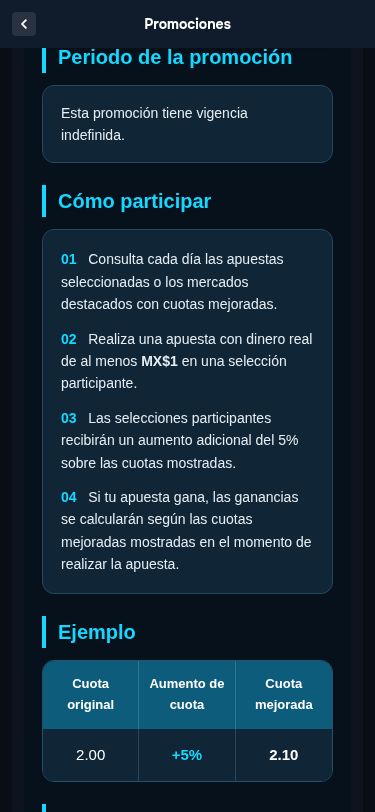 Promociones
Periodo de la promoción
Esta promoción tiene vigencia
indefinida.
Cómo participar
01 Consulta cada día las apuestas
seleccionadas o los mercados
destacados con cuotas mejoradas.
02 Realiza una apuesta con dinero real
de al menos MX$1 en una selección
participante.
03 Las selecciones participantes
recibirán un aumento adicional del 5%
sobre las cuotas mostradas.
04 Si tu apuesta gana, las ganancias
se calcularán según las cuotas
mejoradas mostradas en el momento de
realizar la apuesta.
Ejemplo
Cuota original Aumento de cuota Cuota mejorada
2.00 +5% 2.10